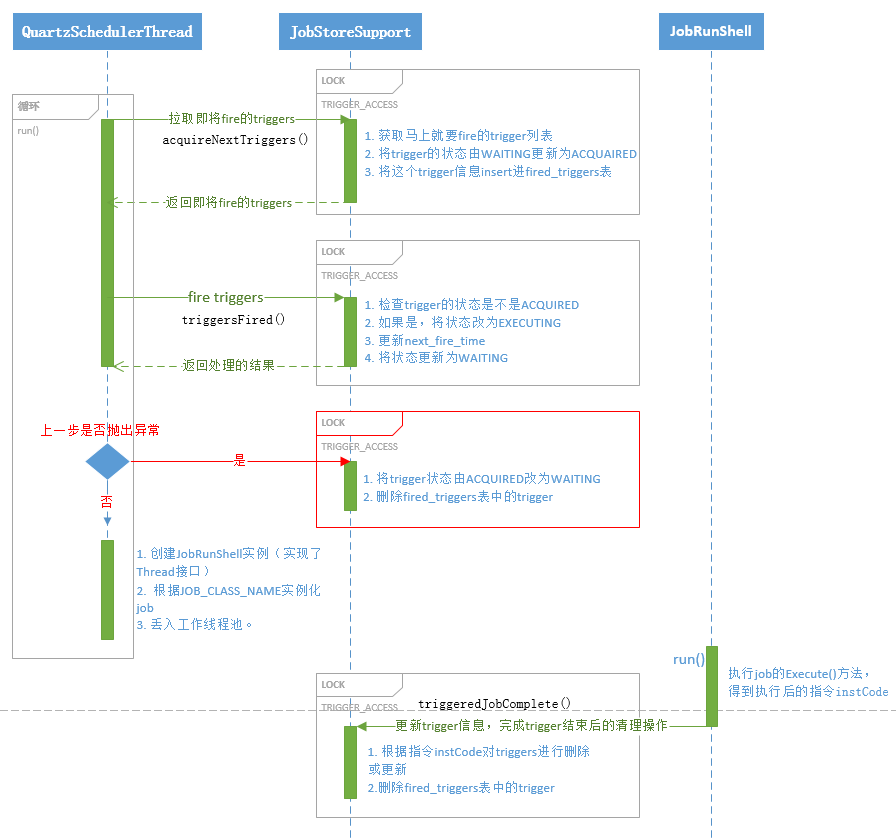 QuartzSchedulerThread
JobStoreSupport
JobRunShell
循环
run()
LOCK
TRIGGER_ACCESS
拉取即将fire的triggers
acquireNextTriggers()
1. 获取马上就要fire的trigger列表
2. 将trigger的状态由WAITING更新为ACQUAIRED
3. 将这个trigger信息insert进fired_triggers表
返回即将fire的triggers
LOCK
TRIGGER_ACCESS
fire triggers
triggersFired()
1. 检查trigger的状态是不是ACQUIRED
2. 如果是，将状态改为EXECUTING
3. 更新next_fire_time
4. 将状态更新为WAITING
返回处理的结果
上一步是否抛出异常
是
否
LOCK
TRIGGER_ACCESS
1. 将trigger状态由ACQUIRED改为WAITING
2. 删除fired_triggers表中的trigger
1. 创建JobRunShell实例（实现了
Thread接口）
2. 根据JOB_CLASS_NAME实例化
job
3. 丢入工作线程池。
run()
执行job的Execute()方法，
得到执行后的指令instCode
LOCK
TRIGGER_ACCESS
triggeredJobComplete()
更新trigger信息，完成trigger结束后的清理操作
1. 根据指令instCode对triggers进行删除
或更新
2.删除fired_triggers表中的trigger